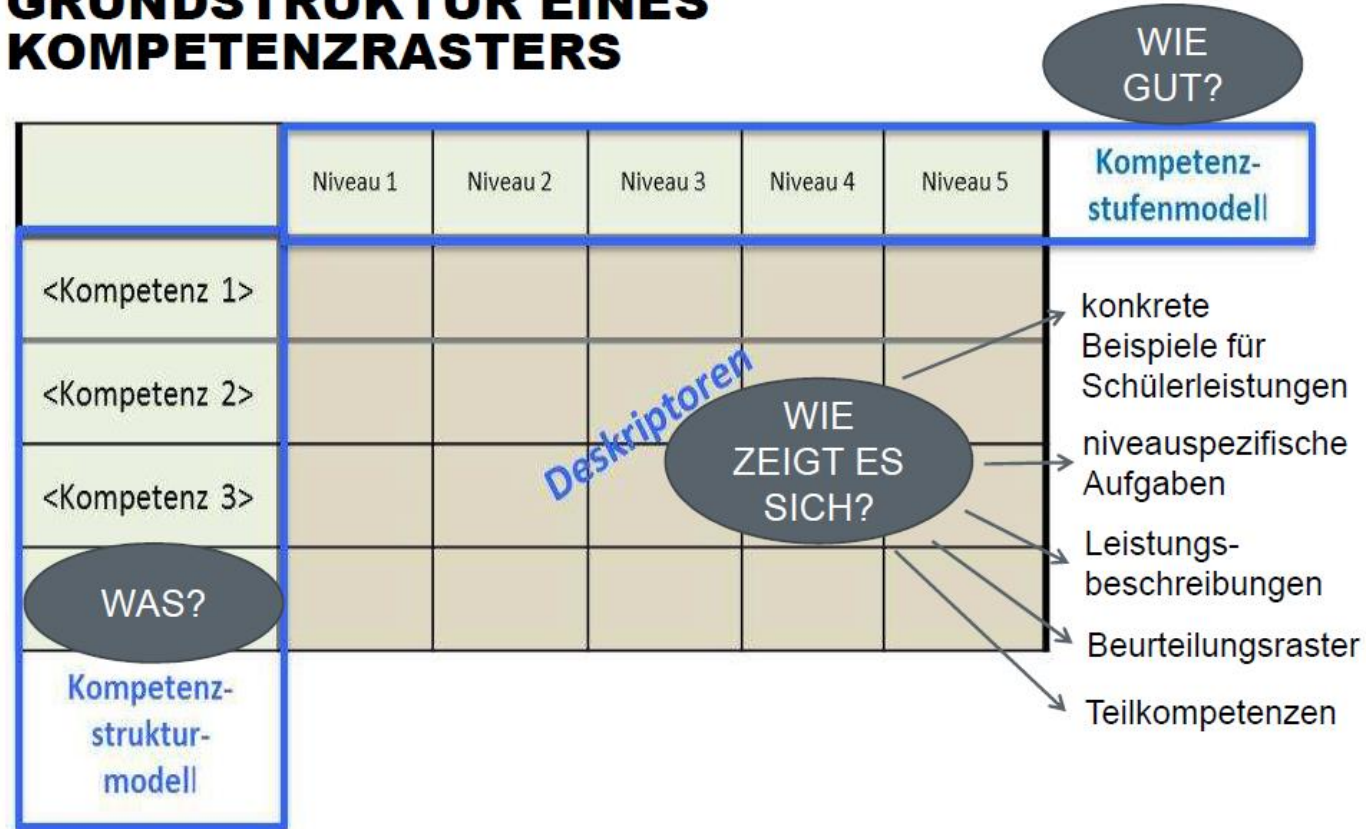 GRUNDSTRUKTUR EINES
KOMPETENZRASTERS
WIE
GUT?
Niveau 1
Niveau 2
Niveau 3
Niveau 4
Niveau 5
Kompetenz-
stufenmodell
<Kompetenz 1>
<Kompetenz 2>
<Kompetenz 3>
WAS?
Kompetenz-
struktur-
modell
Deskriptoren
WIE
ZEIGT ES
SICH?
konkrete
Beispiele für
Schülerleistungen
niveauspezifische
Aufgaben
Leistungs-
beschreibungen
Beurteilungsraster
Teilkompetenzen